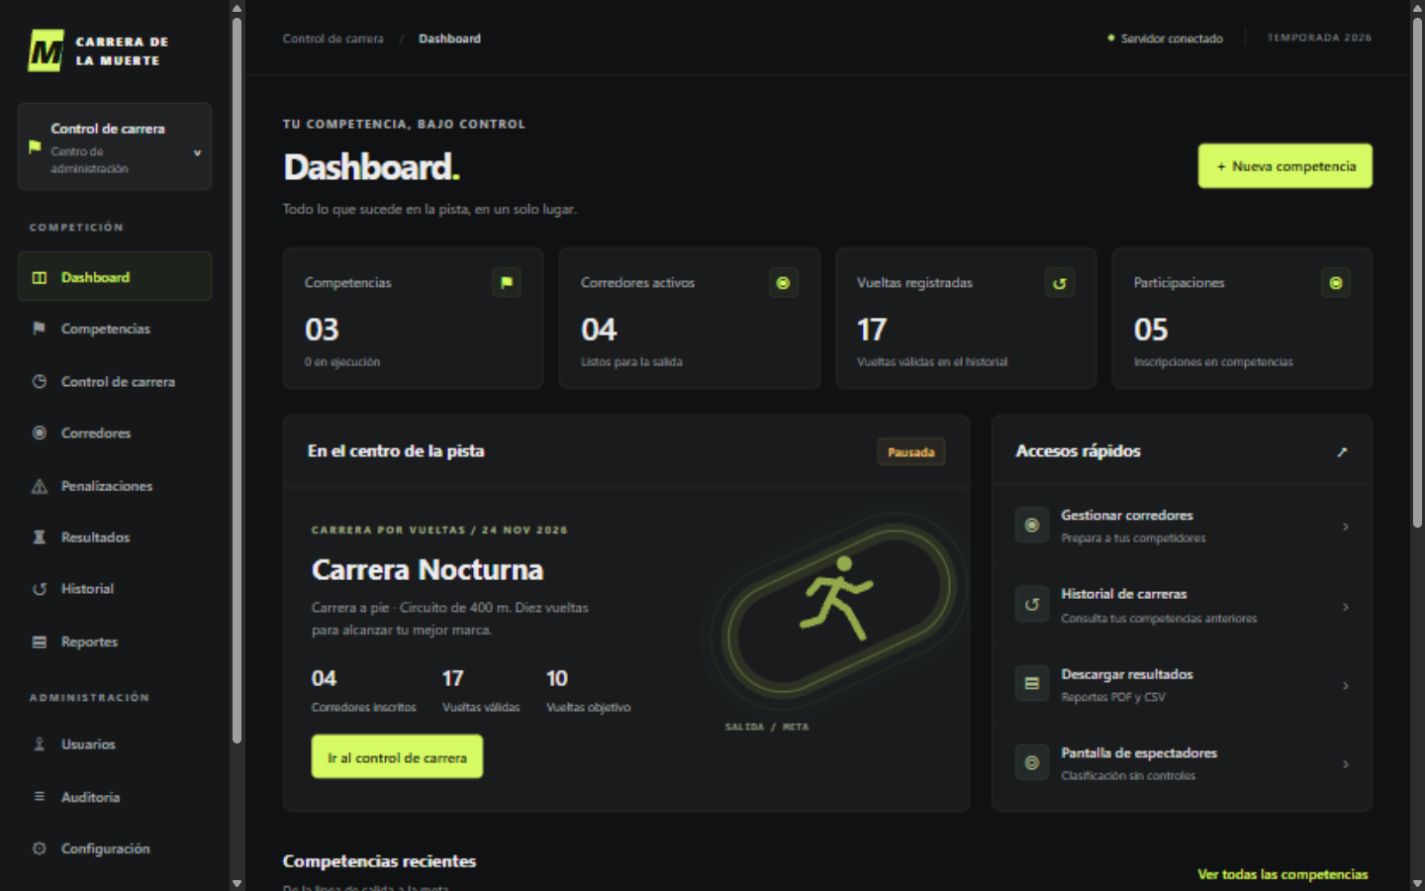 M CARRERA DE
LA MUERTE
Control de carrera
Centro de
administración
COMPETICIÓN
Dashboard
Competencias
Control de carrera
Corredores
Penalizaciones
Resultados
Historial
Reportes
ADMINISTRACIÓN
Usuarios
Auditoría
Configuración
Control de carrera / Dashboard
Servidor conectado
TEMPORADA 2026
TU COMPETENCIA, BAJO CONTROL
Dashboard.
Todo lo que sucede en la pista, en un solo lugar.
+ Nueva competencia
Competencias
03
0 en ejecución
Corredores activos
04
Listos para la salida
Vueltas registradas
17
Vueltas válidas en el historial
Participaciones
05
Inscripciones en competencias
En el centro de la pista
Pausada
CARRERA POR VUELTAS / 24 NOV 2026
Carrera Nocturna
Carrera a pie · Circuito de 400 m. Diez vueltas
para alcanzar tu mejor marca.
04
Corredores inscritos
17
Vueltas válidas
10
Vueltas objetivo
Ir al control de carrera
SALIDA / META
Accesos rápidos
Gestionar corredores
Prepara a tus competidores
Historial de carreras
Consulta tus competencias anteriores
Descargar resultados
Reportes PDF y CSV
Pantalla de espectadores
Clasificación sin controles
Competencias recientes
De la línea de salida a la meta.
Ver todas las competencias